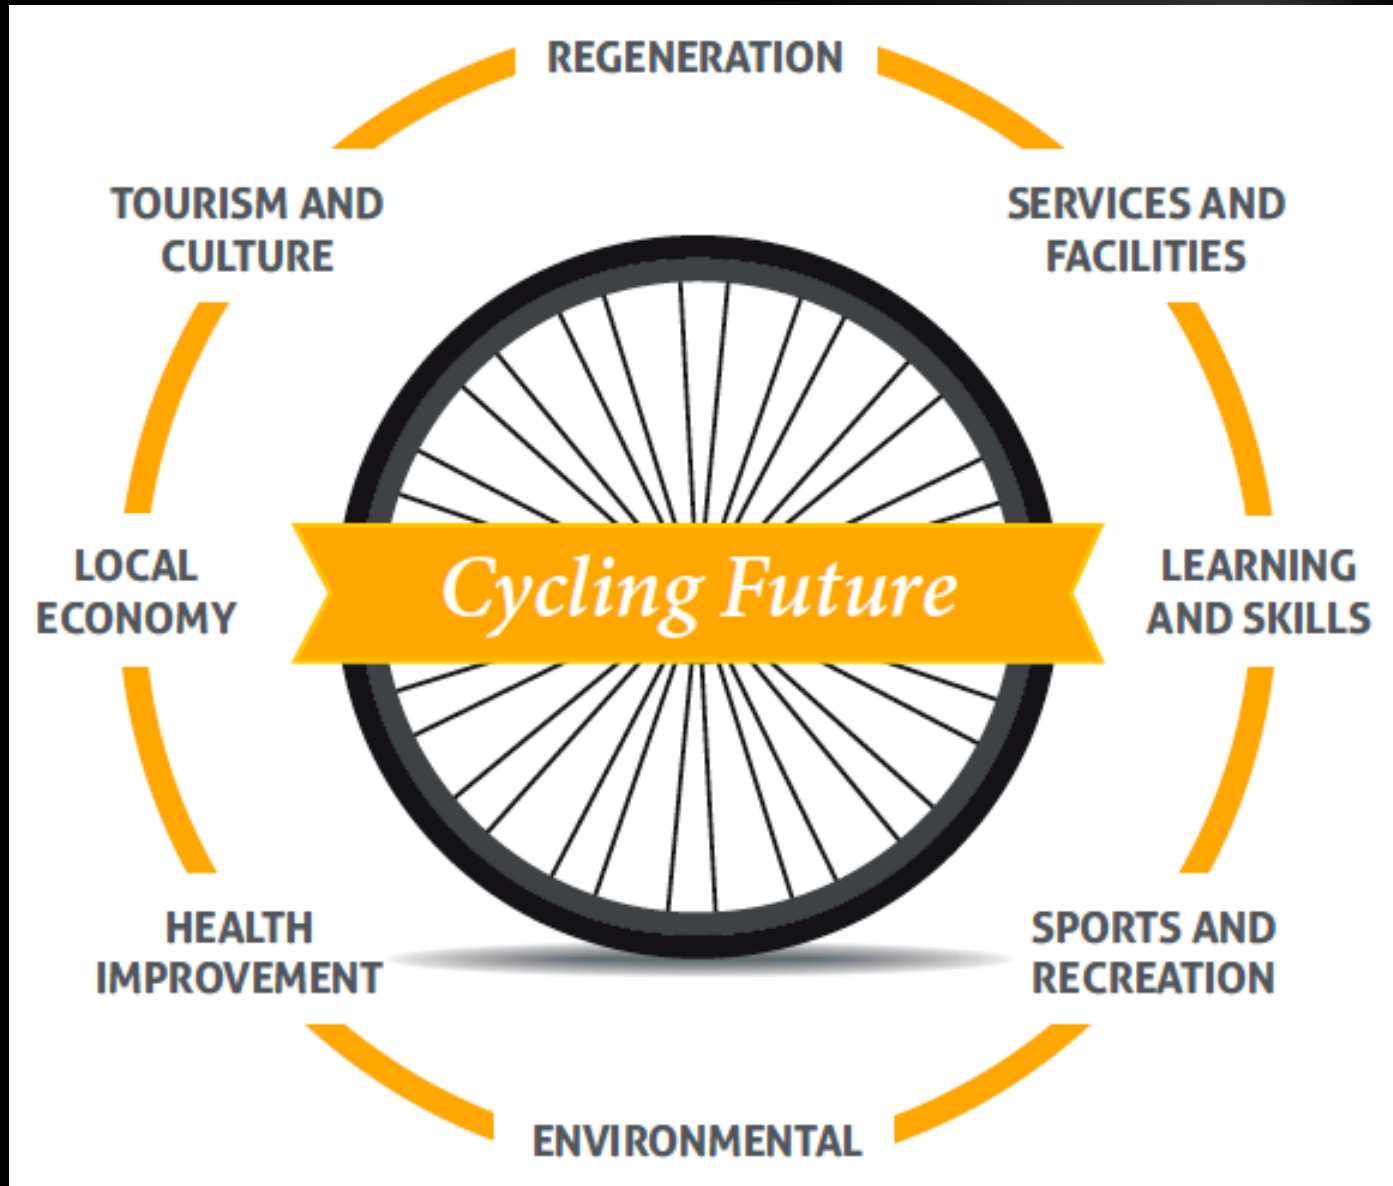 REGENERATION
SERVICES AND
FACILITIES
LEARNING
AND SKILLS
SPORTS AND
RECREATION
ENVIRONMENTAL
HEALTH
IMPROVEMENT
LOCAL
ECONOMY
TOURISM AND
CULTURE
Cycling Future